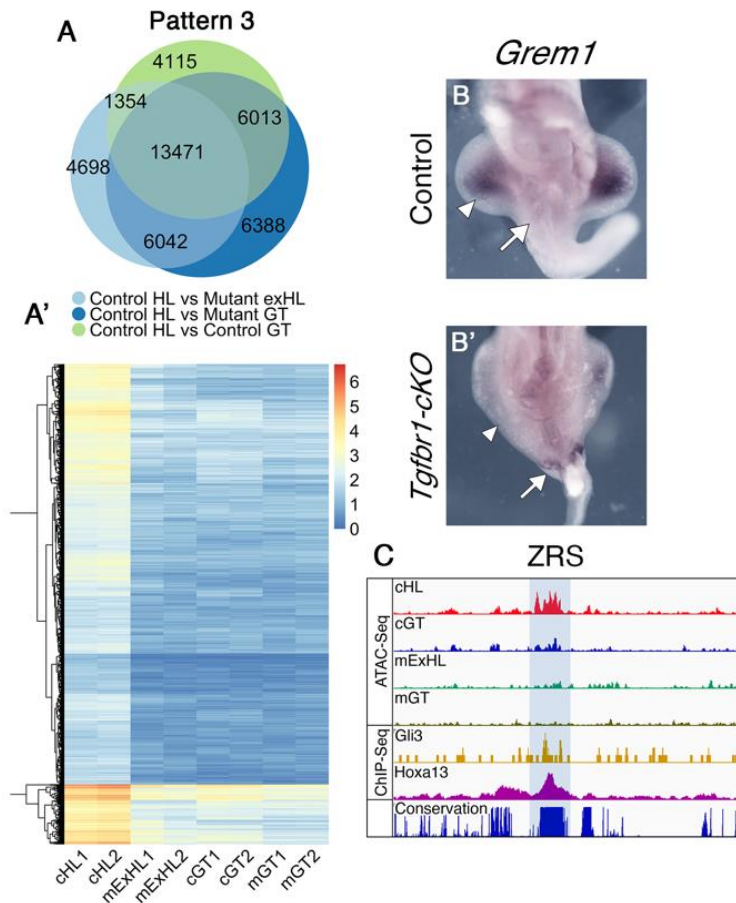 A
Pattern 3
4115
1354
6013
4698
13471
6388
6042
Control HL vs Mutant exHL
Control HL vs Mutant GT
Control HL vs Control GT
A'
6
5
4
3
2
1
0
cHL1
cHL2
mExHL1
mExHL2
cGT1
cGT2
mGT1
mGT2
Grem1
B
Control
B'
Tgfbr1-cKO
C
ZRS
ATAC-Seq
cHL
cGT
mExHL
mGT
ChIP-Seq
Gli3
Hoxa13
Conservation